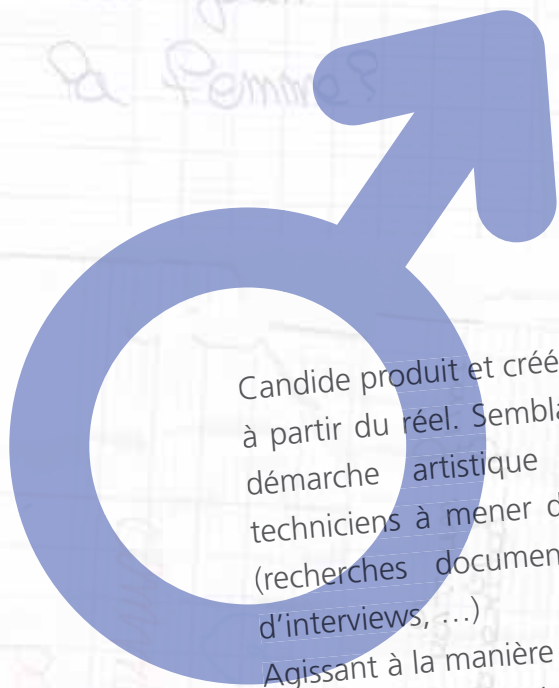 la femme?
Candide produit et créé
à partir du réel.
démarche artistique
techniciens à mener
(recherches documen
d'interviews, …)
Agissant à la manière